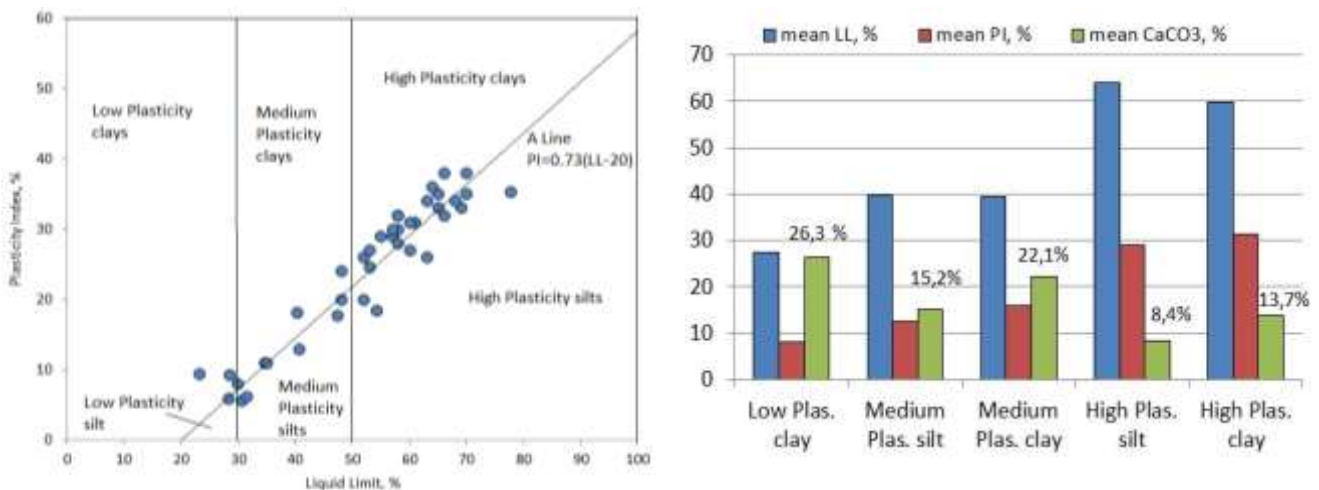 60
50
40
30
20
10
0
Plasticity Index, %
Low Plasticity
clays
Medium
Plasticity
clays
High Plasticity clays
A Line
PI=0.73(LL-20)
High Plasticity silts
Low Plasticity
silt
Medium
Plasticity
silts
0 10 20 30 40 50 60 70 80 90 100
Liquid Limit, %
mean LL, % mean PI, % mean CaCO3, %
70
60
50
40
30
20
10
0
26,3 %
15,2%
22,1%
8,4%
13,7%
Low Plas.
clay
Medium
Plas. silt
Medium
Plas. clay
High Plas.
silt
High Plas.
clay